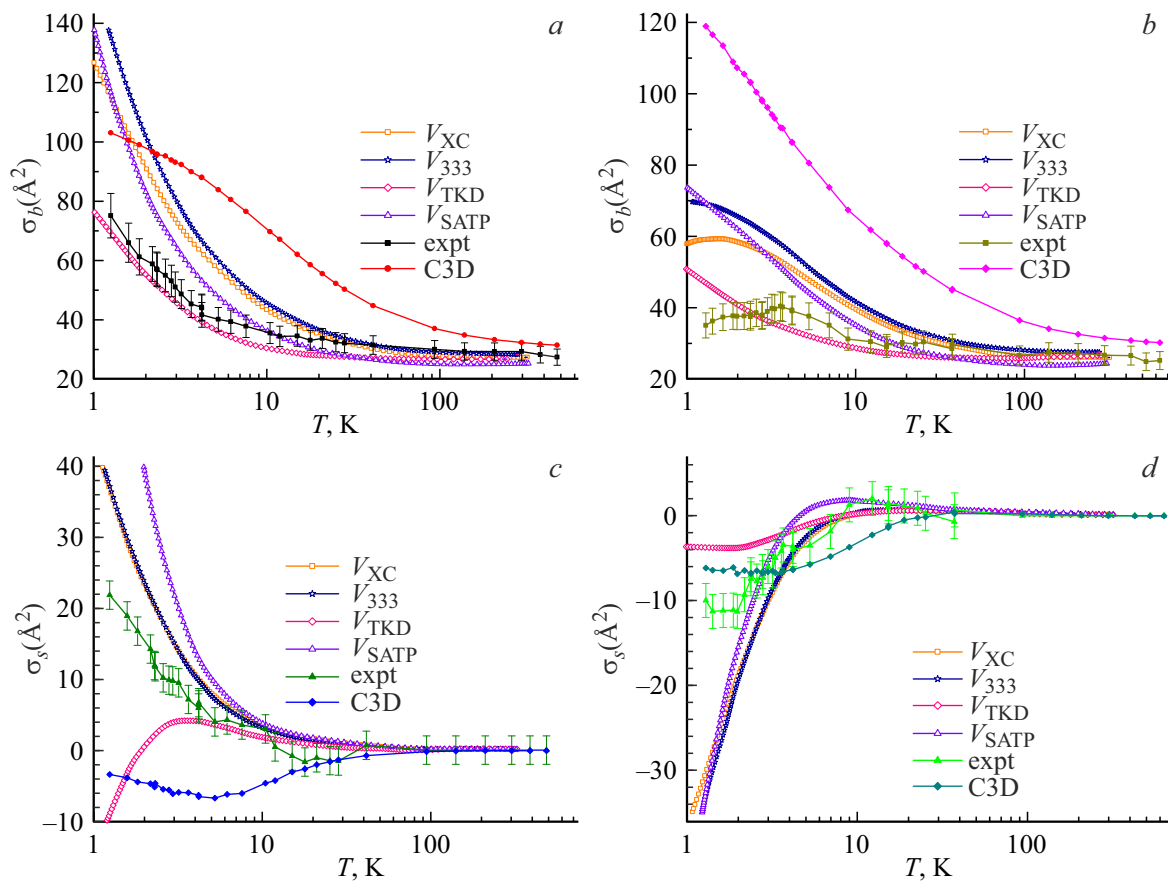 a
140
120
100
80
60
40
20
σb(Å2)
VXC
V333
VTKD
VSATP
expt
C3D
1
10
100
T, K
b
120
100
80
60
40
20
σb(Å2)
VXC
V333
VTKD
VSATP
expt
C3D
1
10
100
T, K
c
40
30
20
10
0
−10
σs(Å2)
VXC
V333
VTKD
VSATP
expt
C3D
1
10
100
T, K
d
0
−10
−20
−30
σs(Å2)
VXC
V333
VTKD
VSATP
expt
C3D
1
10
100
T, K